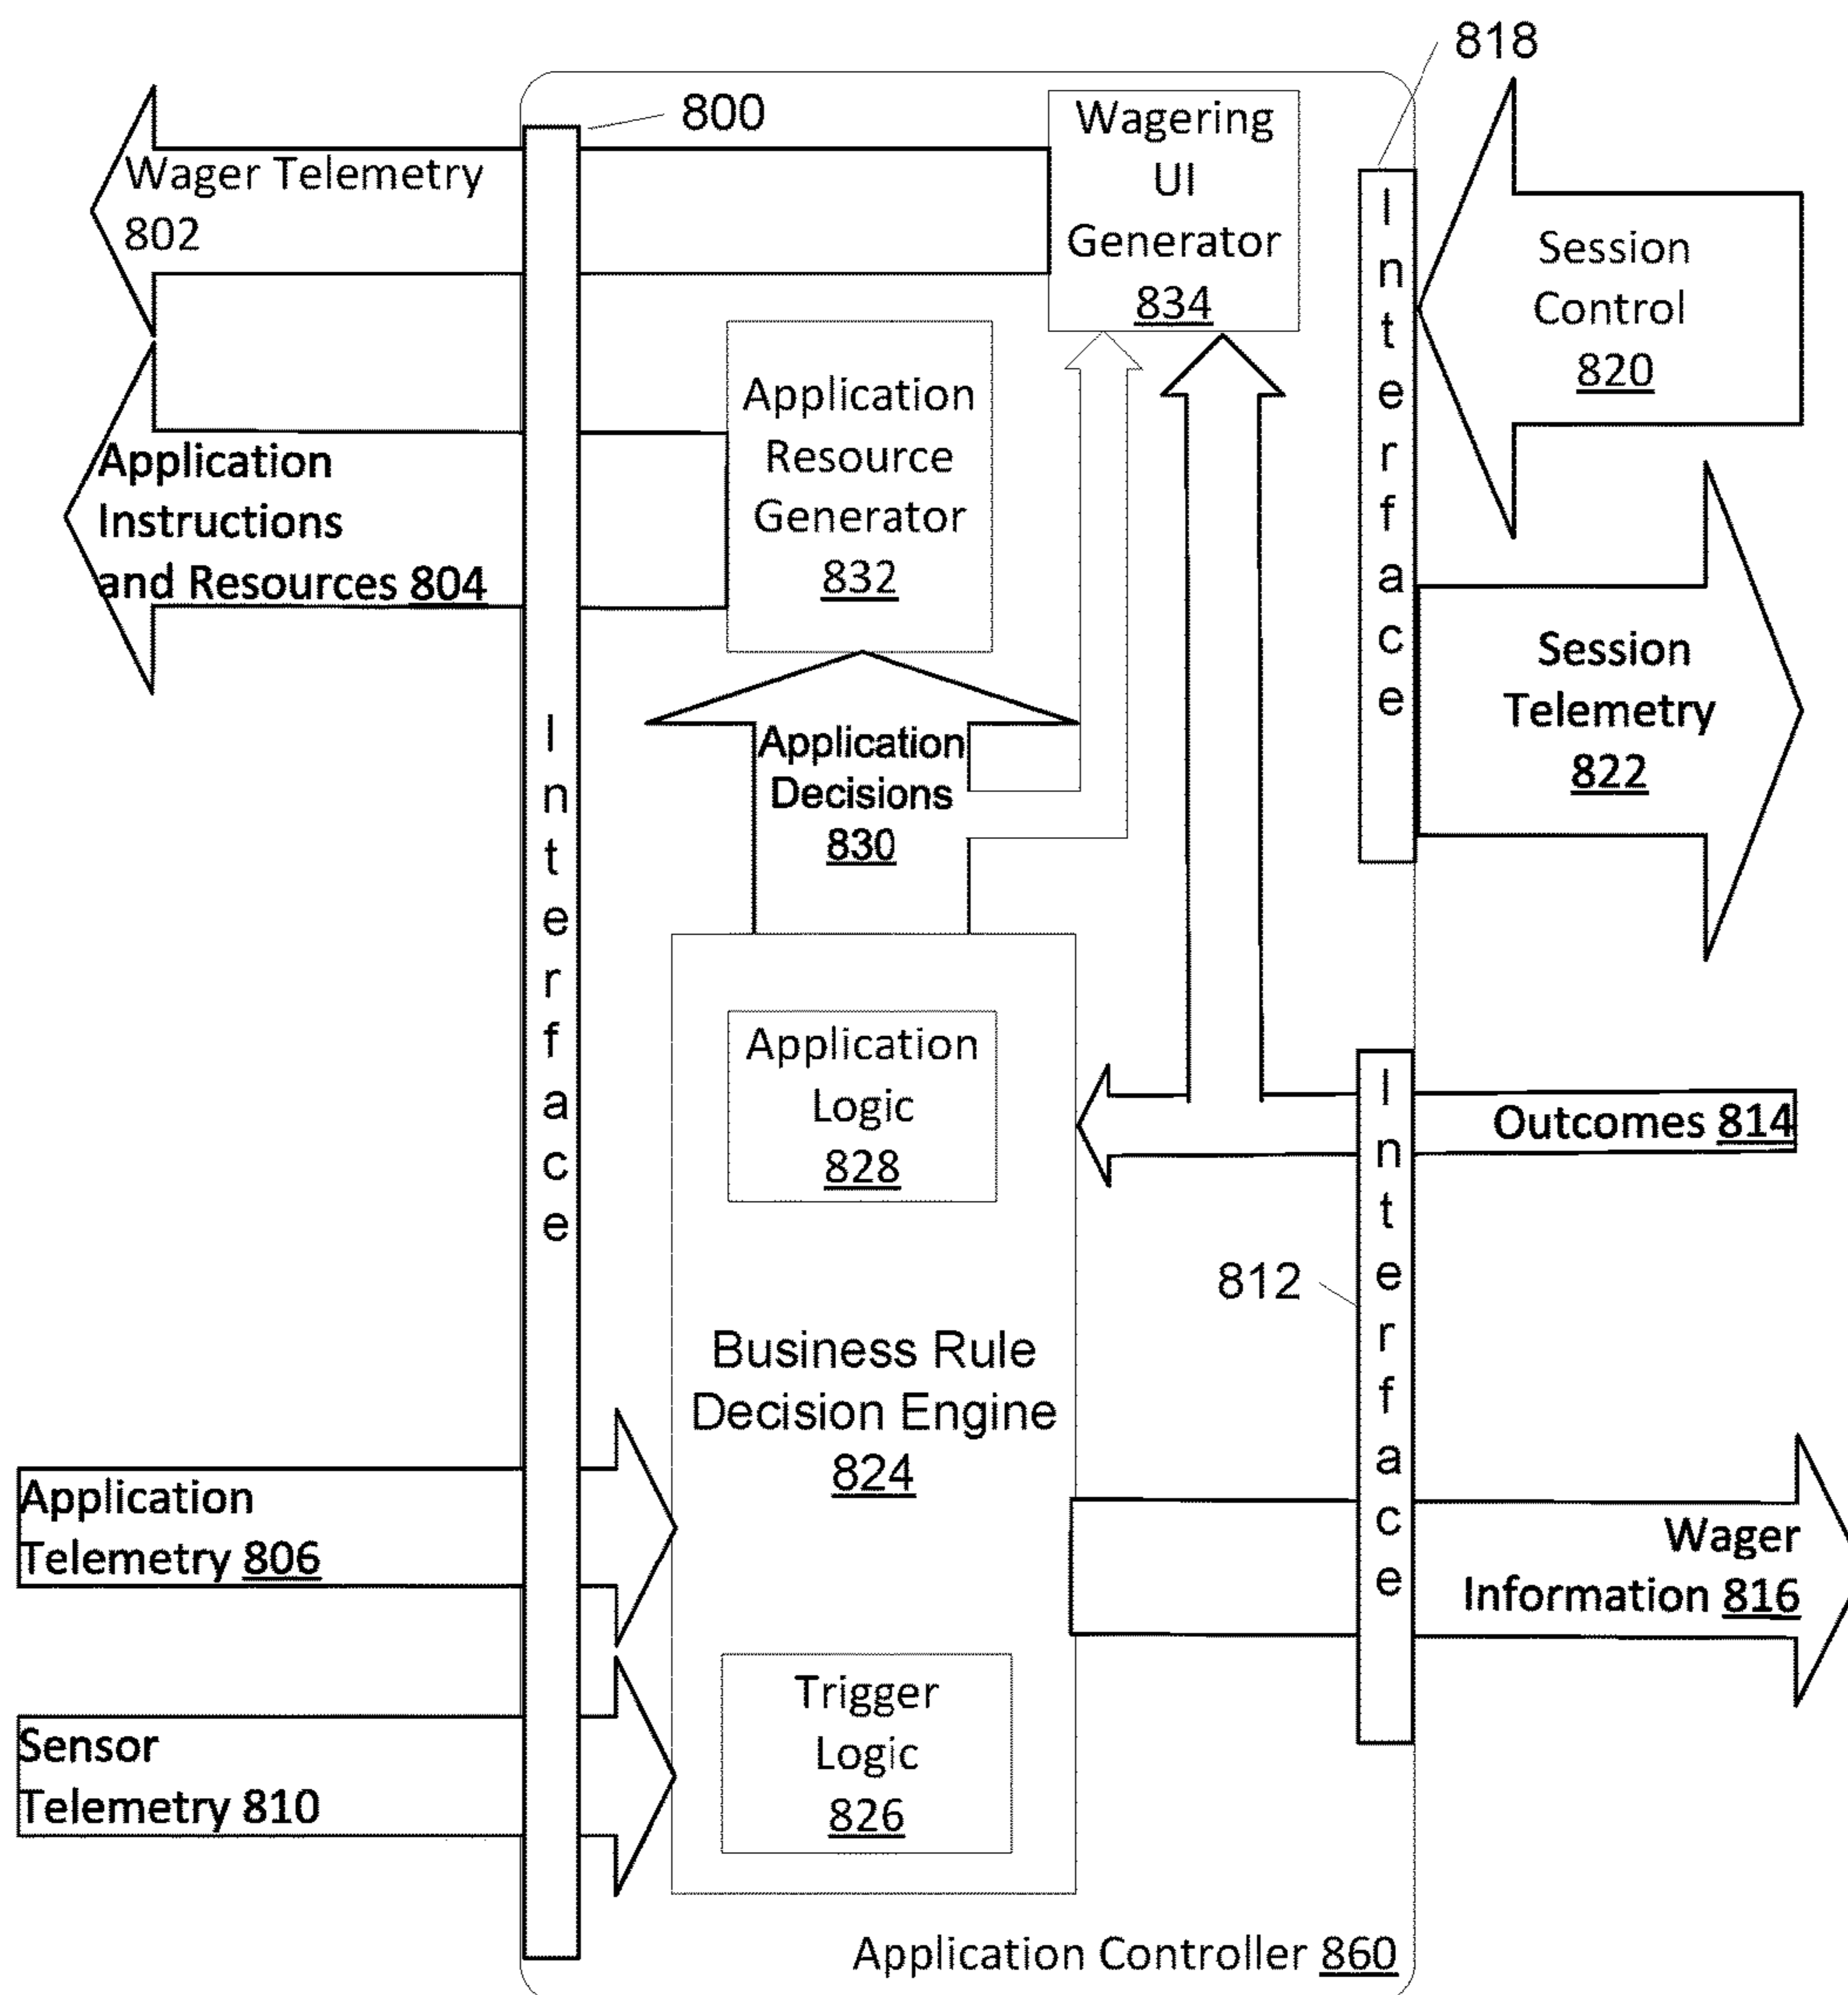 818
800
Wagering
UI
Generator
834
Wager Telemetry
802
Interface
Session
Control
820
Application
Resource
Generator
832
Application
Instructions
and Resources 804
Session
Telemetry
822
Interface
Application
Decisions
830
Application
Logic
828
Interface
Outcomes 814
812
Business Rule
Decision Engine
824
Application
Telemetry 806
Wager
Information 816
Trigger
Logic
826
Sensor
Telemetry 810
Application Controller 860